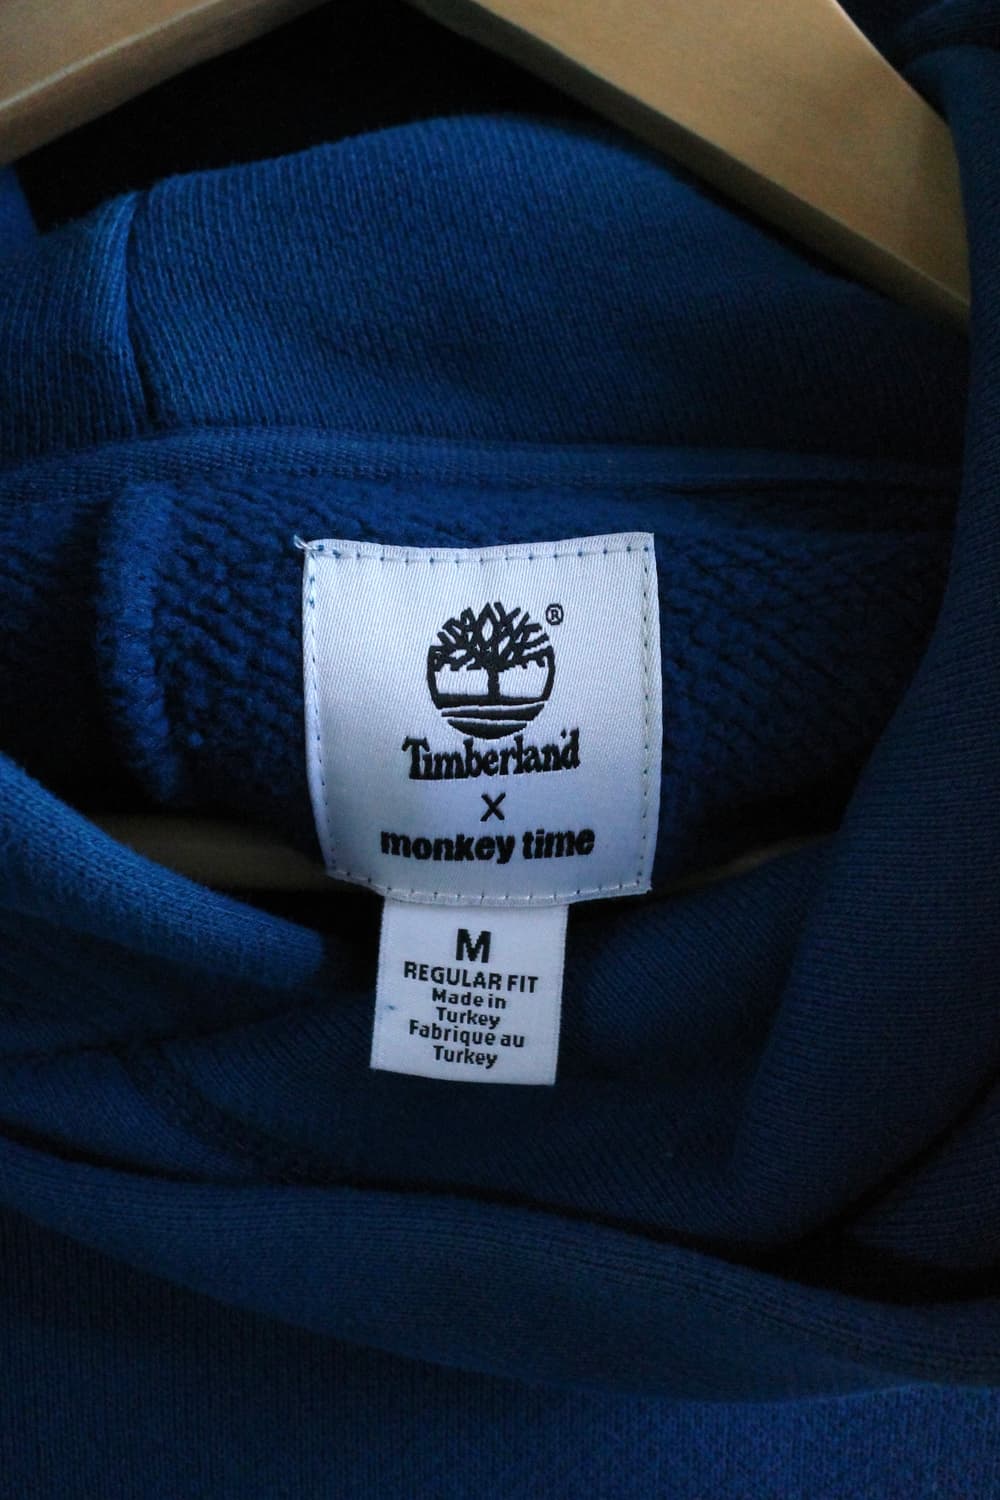 ®
Timberland
X
monkey time
M
REGULAR FIT
Made in
Turkey
Fabrique au
Turkey